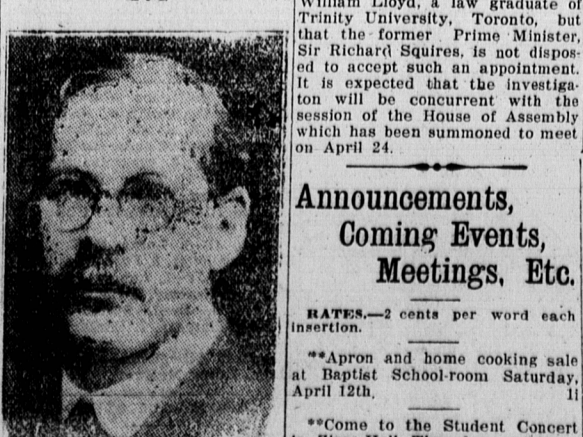 William Lloyd, a law graduate of
Trinity University, Toronto, but
that the former Prime Minister,
Sir Richard Squires, is not dispos-
ed to accept such an appointment.
It is expected that the investiga-
ton will be concurrent with the
session of the House of Assembly
which has been summoned to meet
on April 24.
Announcements,
Coming Events,
Meetings, Etc.
RATES.—2 cents per word each
insertion.
**Apron and home cooking sale
at Baptist School-room Saturday,
April 12th. 1i
**Come to the Student Concert